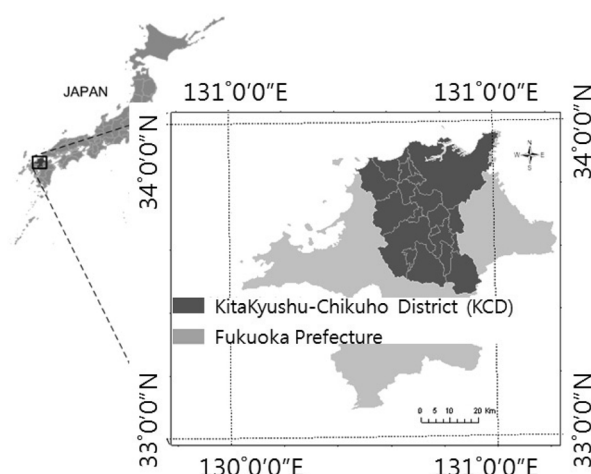 JAPAN
131°0'0"E 131°0'0"E
34°0'0"N
34°0'0"N
N
W E
S
KitaKyushu-Chikuho District (KCD)
Fukuoka Prefecture
0 5 10 20 Km
33°0'0"N
33°0'0"N
130°0'0"E 131°0'0"E